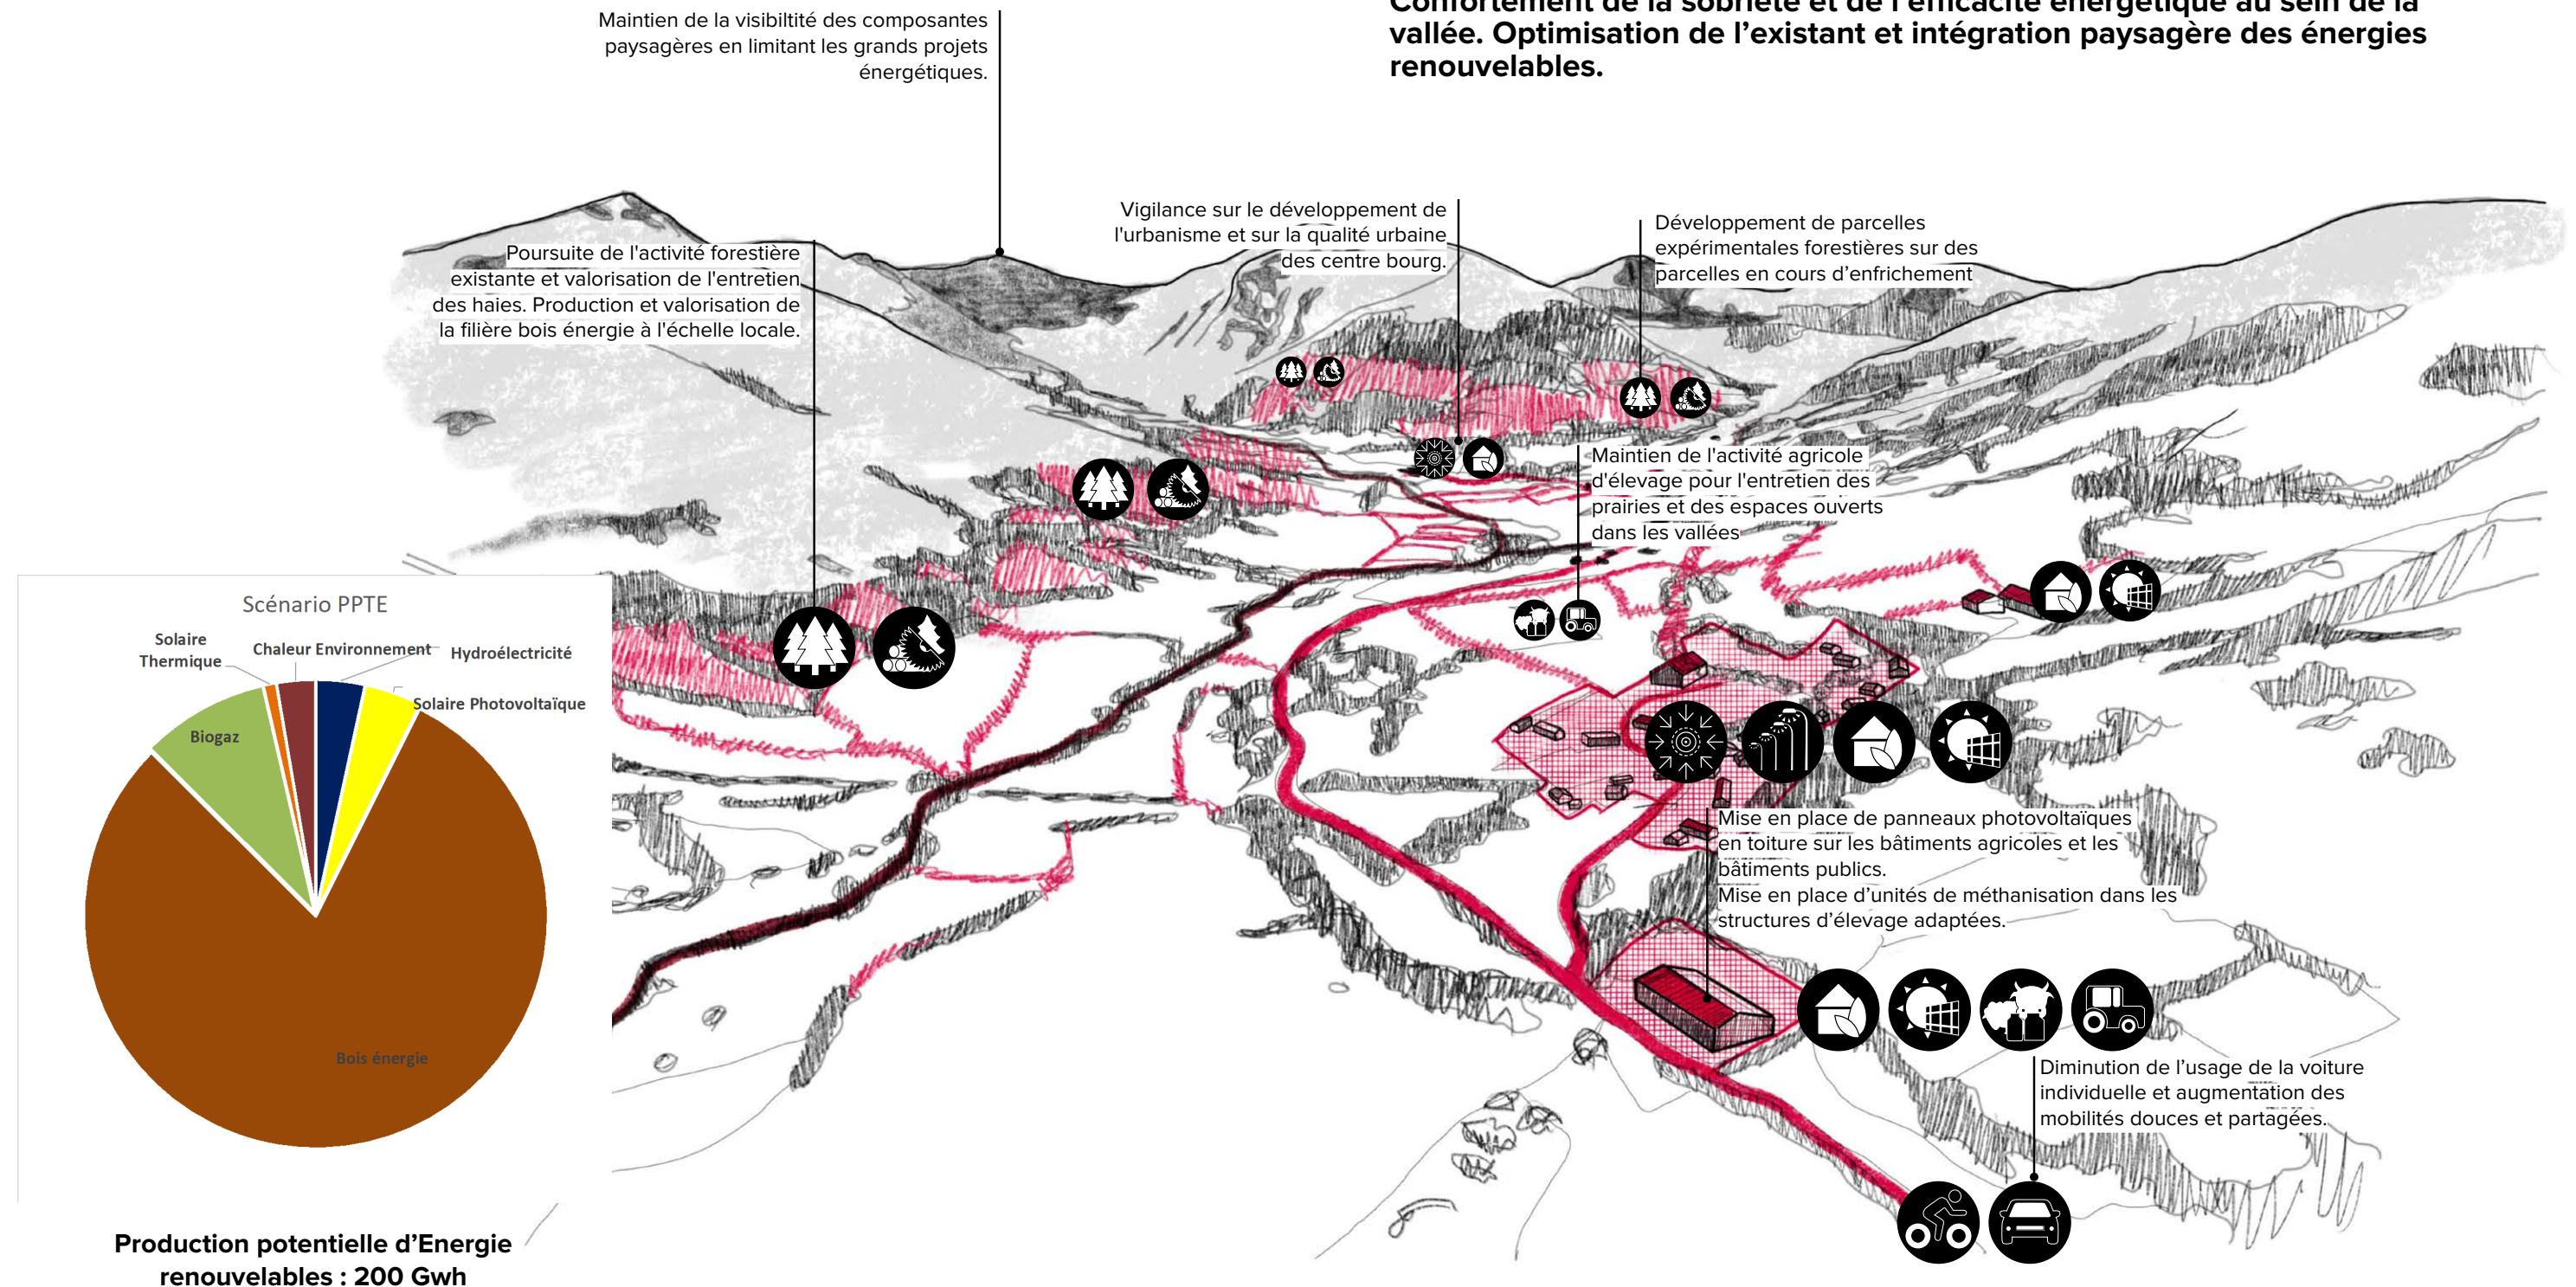 Confortement de la sobriété et de l'efficacité énergétique au sein de la
vallée. Optimisation de l'existant et intégration paysagère des énergies
renouvelables.
Maintien de la visibiltité des composantes
paysagères en limitant les grands projets
énergétiques.
Vigilance sur le développement de
l'urbanisme et sur la qualité urbaine
des centre bourg.
Développement de parcelles
expérimentales forestières sur des
parcelles en cours d'enfrichement
Poursuite de l'activité forestière
existante et valorisation de l'entretien
des haies. Production et valorisation de
la filière bois énergie à l'échelle locale.
Maintien de l'activité agricole
d'élevage pour l'entretien des
prairies et des espaces ouverts
dans les vallées
Scénario PPTE
Solaire
Thermique
Chaleur Environnement
Hydroélectricité
Solaire Photovoltaïque
Biogaz
Bois énergie
Mise en place de panneaux photovoltaïques
en toiture sur les bâtiments agricoles et les
bâtiments publics.
Mise en place d'unités de méthanisation dans les
structures d'élevage adaptées.
Diminution de l'usage de la voiture
individuelle et augmentation des
mobilités douces et partagées.
Production potentielle d'Energie
renouvelables : 200 Gwh